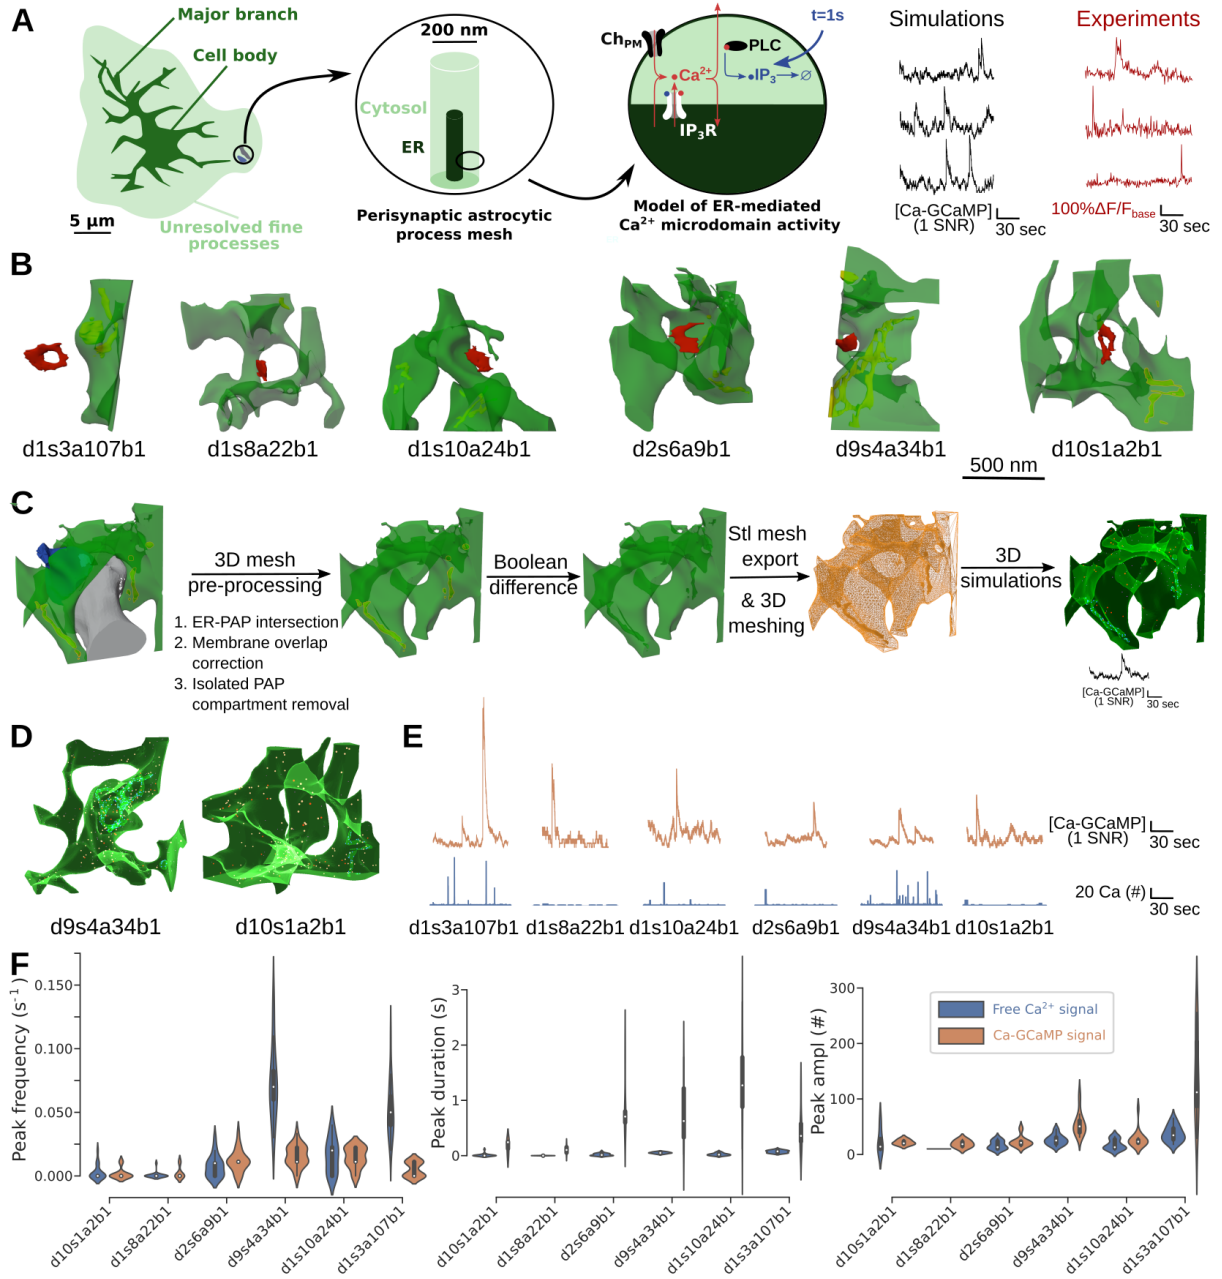 A
Major branch
Cell body
5 µm
Unresolved fine
processes
200 nm
Cytosol
ER
Perisynaptic astrocytic
process mesh
t=1s
ChPM
PLC
Ca2+
IP3
∅
IP3R
Model of ER-mediated
Ca2+ microdomain activity
Simulations
Experiments
[Ca-GCaMP]
(1 SNR)
30 sec
100%ΔF/Fbase
30 sec
B
d1s3a107b1
d1s8a22b1
d1s10a24b1
d2s6a9b1
d9s4a34b1
d10s1a2b1
500 nm
C
3D mesh
pre-processing
1. ER-PAP intersection
2. Membrane overlap
correction
3. Isolated PAP
compartment removal
Boolean
difference
Stl mesh
export
& 3D
meshing
3D
simulations
[Ca-GCaMP]
(1 SNR)
30 sec
D
d9s4a34b1
d10s1a2b1
E
[Ca-GCaMP]
(1 SNR)
30 sec
20 Ca (#)
30 sec
d1s3a107b1
d1s8a22b1
d1s10a24b1
d2s6a9b1
d9s4a34b1
d10s1a2b1
F
Peak frequency (s-1)
0.150
0.100
0.050
0.000
d10s1a2b1
d1s8a22b1
d2s6a9b1
d9s4a34b1
d1s10a24b1
d1s3a107b1
Peak duration (s)
3
2
1
0
d10s1a2b1
d1s8a22b1
d2s6a9b1
d9s4a34b1
d1s10a24b1
d1s3a107b1
Peak ampl (#)
300
200
100
0
Free Ca2+ signal
Ca-GCaMP signal
d10s1a2b1
d1s8a22b1
d2s6a9b1
d9s4a34b1
d1s10a24b1
d1s3a107b1